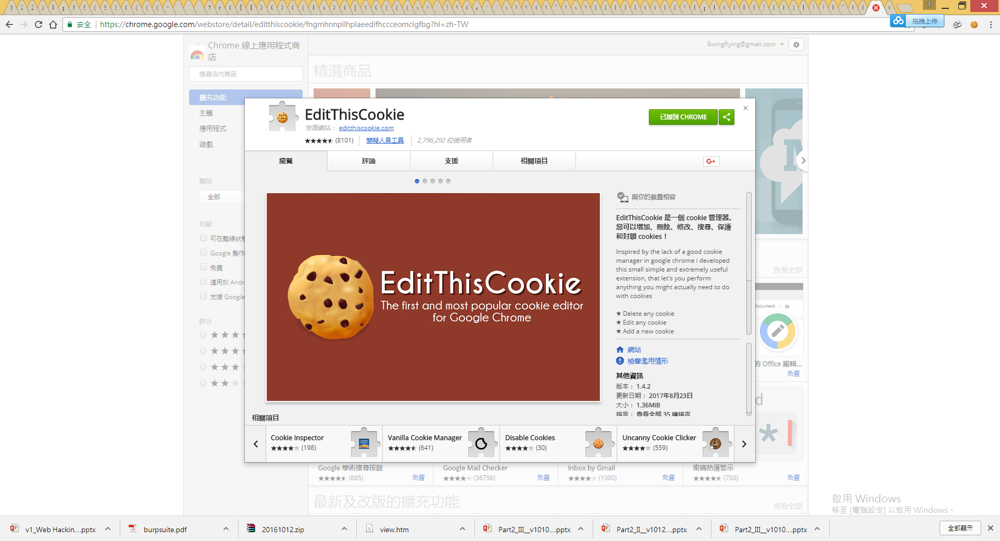 T
安全
https://chrome.google.com/webstore/detail/editthiscookie/fngmhnnpilhplaeedifhccceomclgfbg?hl=zh-TW
拖拽上传
Chrome 線上應用程式商
店
8wingflying@gmail.com
搜尋店內商品
精選商品
擴充功能
主題
應用程式
遊戲
類別
全部
功能
可在離線狀態
Google 製作
免費
適用於 Andr
支援 Google
評分
EditThisCookie
來源網站： editthiscookie.com
(8101)
開發人員工具
2,796,292 位使用者
已加到 CHROME
總覽
評論
支援
相關項目
G+
EditThisCookie
The first and most popular cookie editor
for Google Chrome
與你的裝置相容
EditThisCookie 是一個 cookie 管理器。
您可以增加、刪除、修改、搜尋、保護
和封鎖 cookies！
Inspired by the lack of a good cookie
manager in google chrome i developed
this small simple and extremely useful
extension, that let's you perform
anything you might actually need to do
with cookies
★ Delete any cookie
★ Edit any cookie
★ Add a new cookie
網站
檢舉濫用情形
其他資訊
版本： 1.4.2
更新日期： 2017年8月23日
大小： 1.36MiB
語言： 查看全部 35 種語言
相關項目
Cookie Inspector
(198)
Vanilla Cookie Manager
(641)
Disable Cookies
(30)
Uncanny Cookie Clicker
(559)
查看全部
Document
的 Office 編輯...
免費
d
*
Google 學術搜尋按鈕
(885)
免費
Google Mail Checker
(36756)
免費
Inbox by Gmail
(1000)
免費
密碼防護警示
(700)
免費
最新及改版的擴充功能
查看全部
啟用 Windows
移至 [電腦設定] 以啟用 Windows。
v1_Web Hackin....pptx
burpsuite.pdf
20161012.zip
view.htm
Part2_III__v1010....pptx
Part2_II__v1012....pptx
Part2_III__v1010....pptx
全部顯示